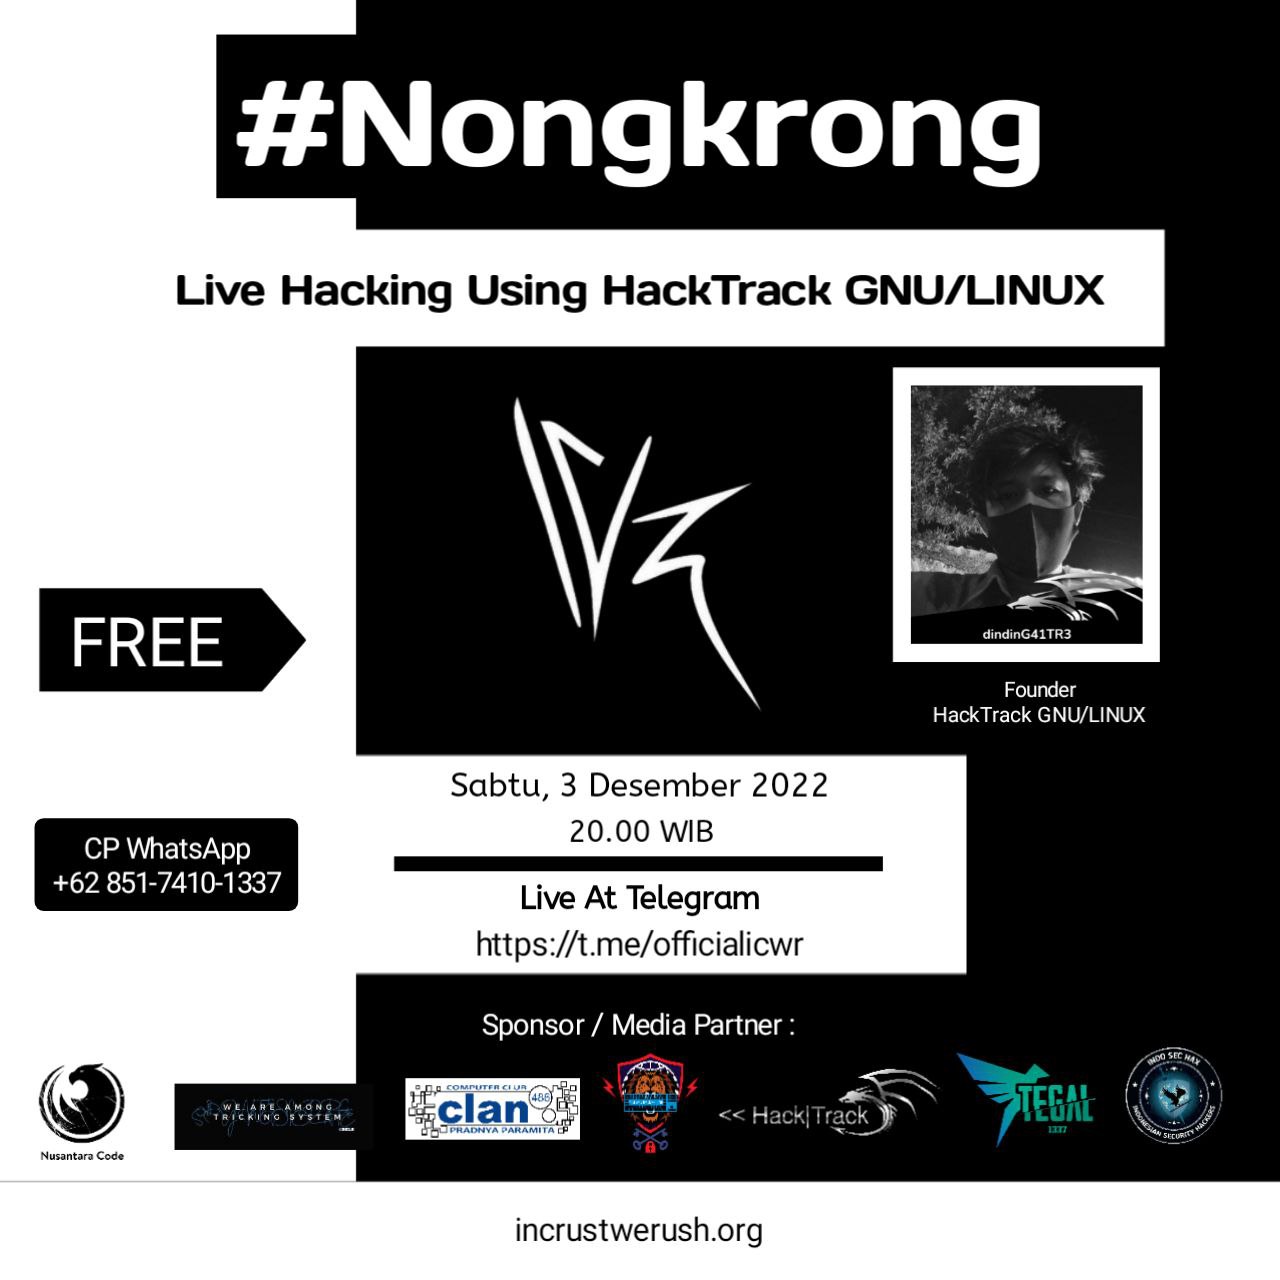 #Nongkrong
Live Hacking Using HackTrack GNU/LINUX
dindinG41TR3
Founder
HackTrack GNU/LINUX
FREE
Sabtu, 3 Desember 2022
20.00 WIB
CP WhatsApp
+62 851-7410-1337
Live At Telegram
https://t.me/officialicwr
Sponsor / Media Partner :
Nusantara Code
WE ARE AMONG
TRICKING SYSTEM
COMPUTER CLUB
clan 486
PRADNYA PARAMITA
<< Hack|Track
TEGAL
1337
INDO SEC HAX
INDONESIAN SECURITY HACKERS
incrustwerush.org